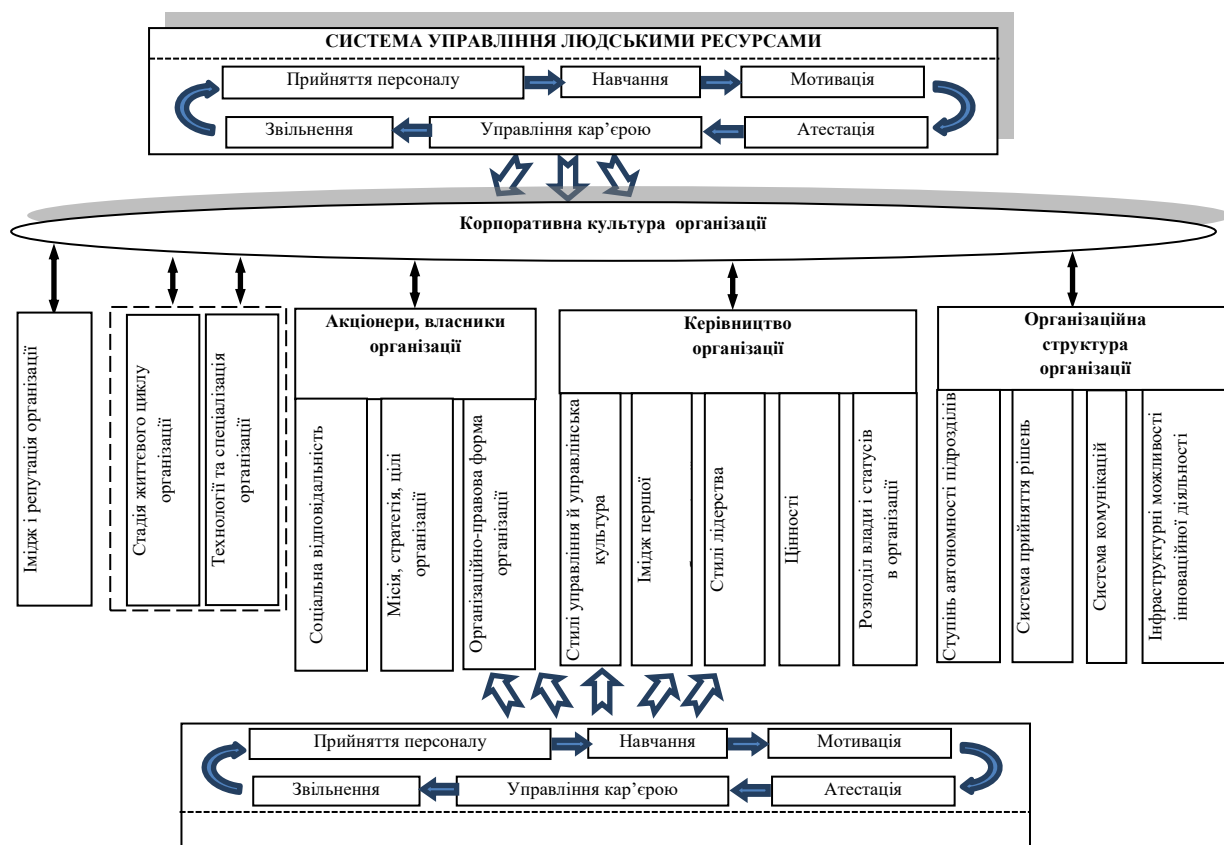 СИСТЕМА УПРАВЛІННЯ ЛЮДСЬКИМИ РЕСУРСАМИ
Прийняття персоналу
Навчання
Мотивація
Звільнення
Управління кар’єрою
Атестація
Корпоративна культура організації
Імідж і репутація організації
Стадія життєвого циклу
організації
Технології та спеціалізація
організації
Акціонери, власники
організації
Соціальна відповідальність
Місія, стратегія, цілі
організації
Організаційно-правова форма
організації
Керівництво
організації
Стилі управління й управлінська
культура
Імідж першої
Стилі лідерства
Цінності
Розподіл влади і статусів
в організації
Організаційна
структура
організації
Ступінь автономності підрозділів
Система прийняття рішень
Система комунікацій
Інфраструктурні можливості
інноваційної діяльності
Прийняття персоналу
Навчання
Мотивація
Звільнення
Управління кар’єрою
Атестація